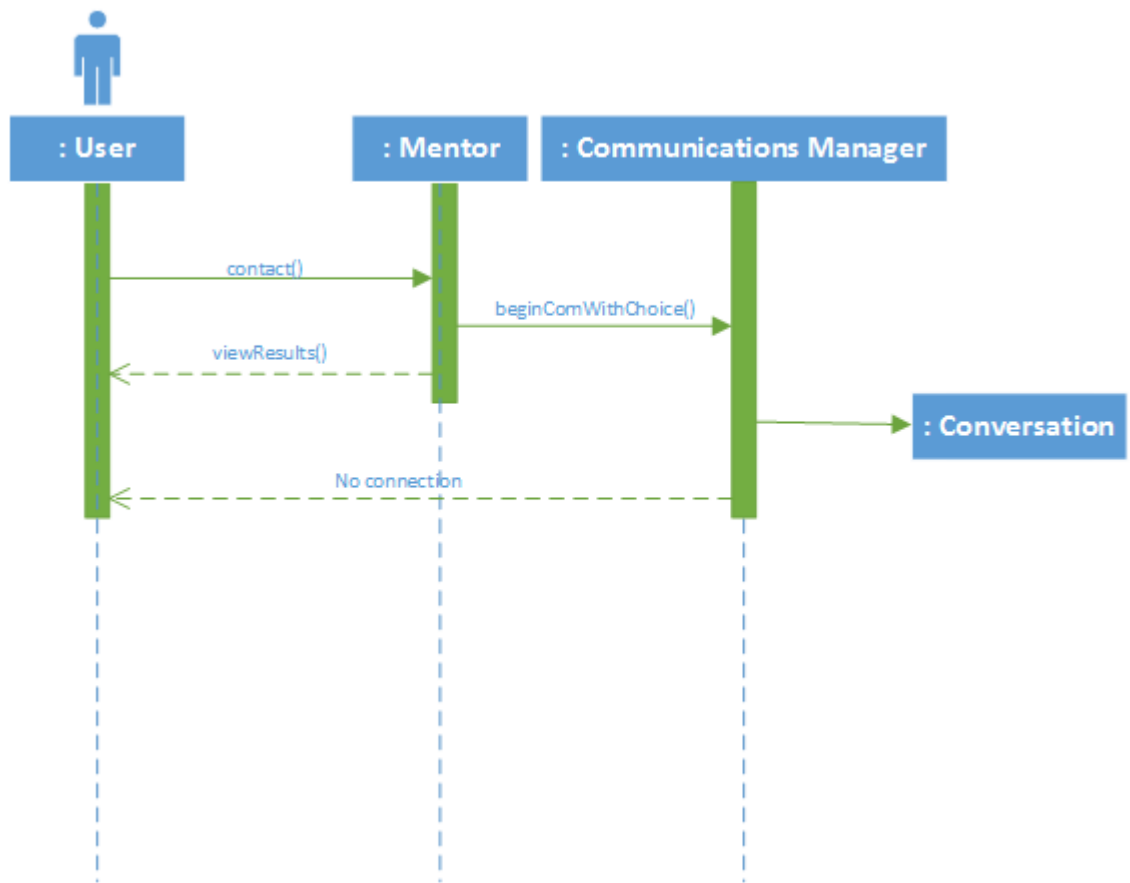 : User
: Mentor
: Communications Manager
contact()
beginComWithChoice()
viewResults()
: Conversation
No connection